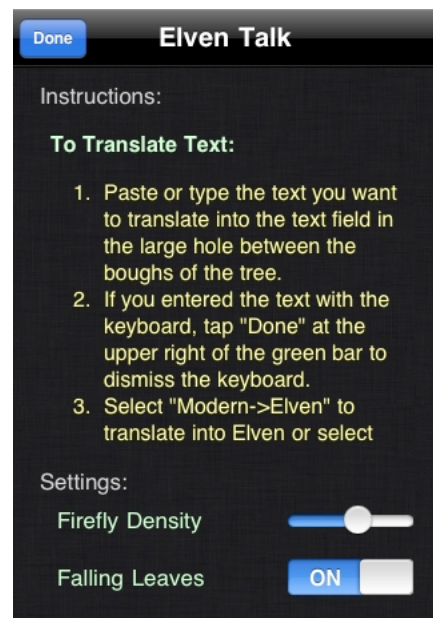 Done
Elven Talk
Instructions:
To Translate Text:
1. Paste or type the text you want
to translate into the text field in
the large hole between the
boughs of the tree.
2. If you entered the text with the
keyboard, tap "Done" at the
upper right of the green bar to
dismiss the keyboard.
3. Select "Modern->Elven" to
translate into Elven or select
Settings:
Firefly Density
Falling Leaves
ON